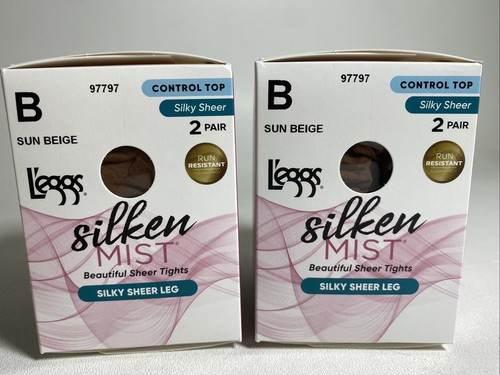 B
97797
CONTROL TOP
Silky Sheer
2 PAIR
SUN BEIGE
L'eggs®
RUN
RESISTANT
silken
MIST®
Beautiful Sheer Tights
SILKY SHEER LEG
B
97797
CONTROL TOP
Silky Sheer
2 PAIR
SUN BEIGE
L'eggs®
RUN
RESISTANT
silken
MIST®
Beautiful Sheer Tights
SILKY SHEER LEG